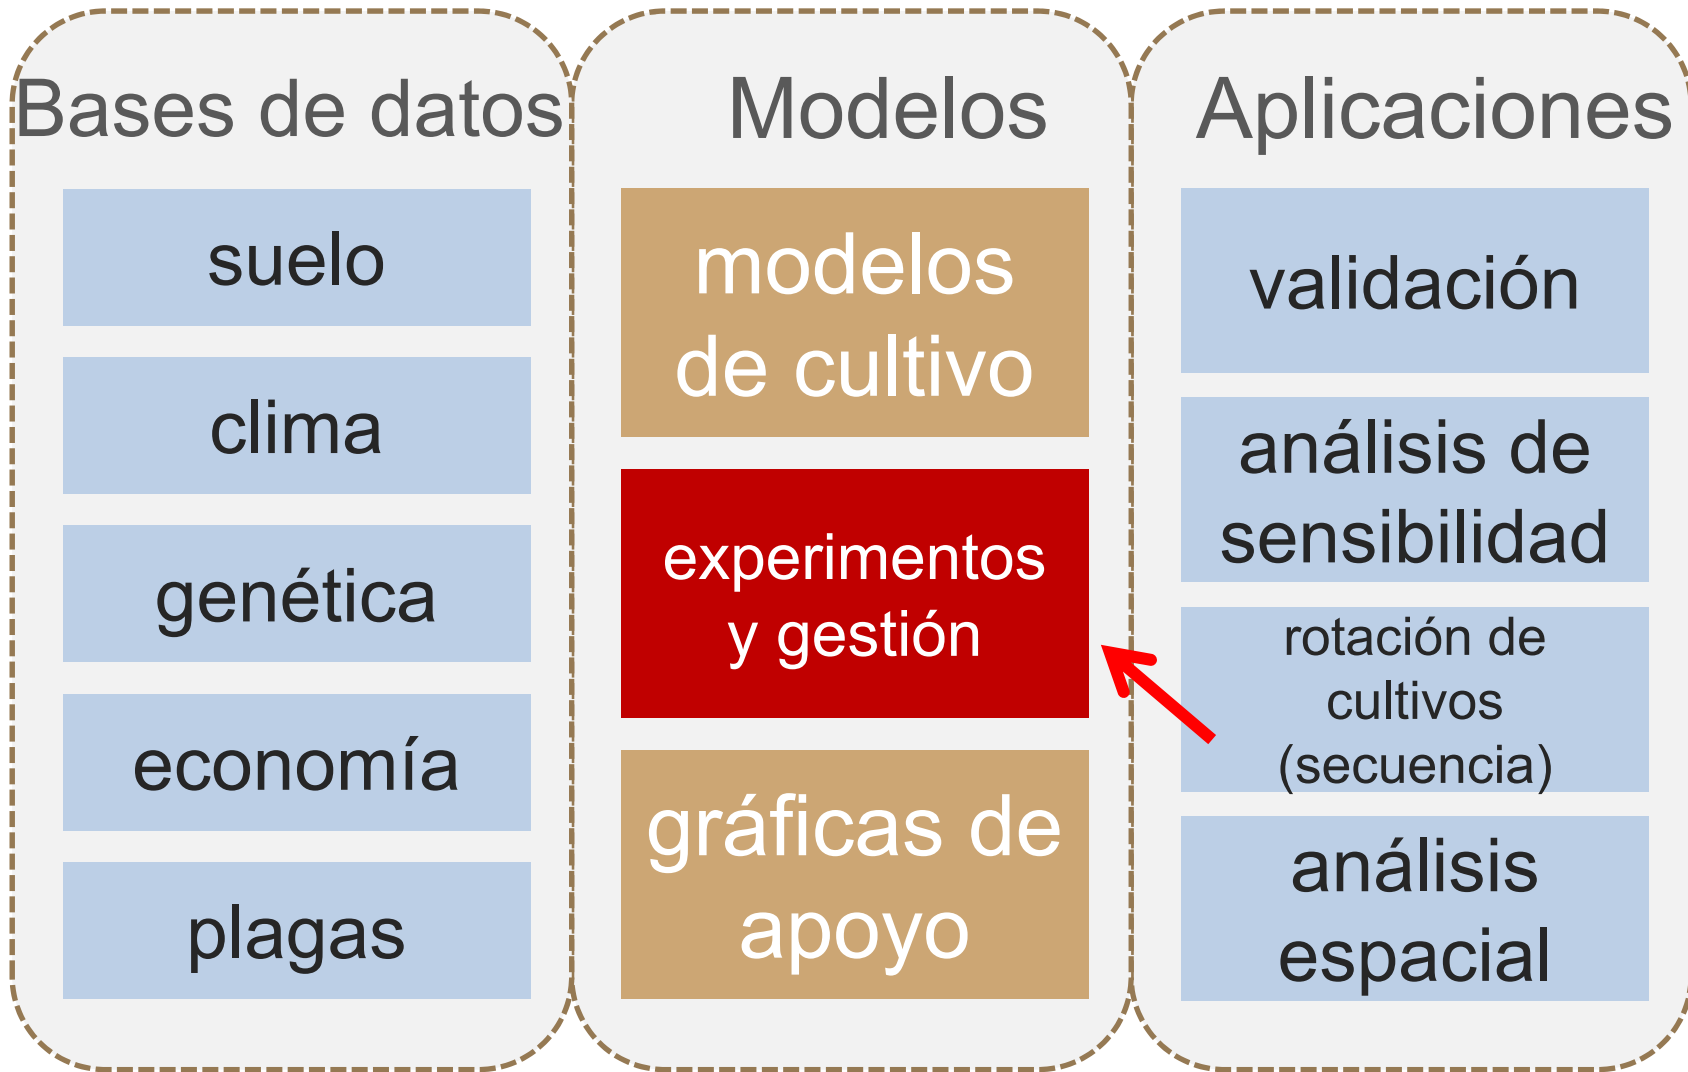 Bases de datos
suelo
clima
genética
economía
plagas
Modelos
modelos
de cultivo
experimentos
y gestión
gráficas de
apoyo
Aplicaciones
validación
análisis de
sensibilidad
rotación de
cultivos
(secuencia)
análisis
espacial